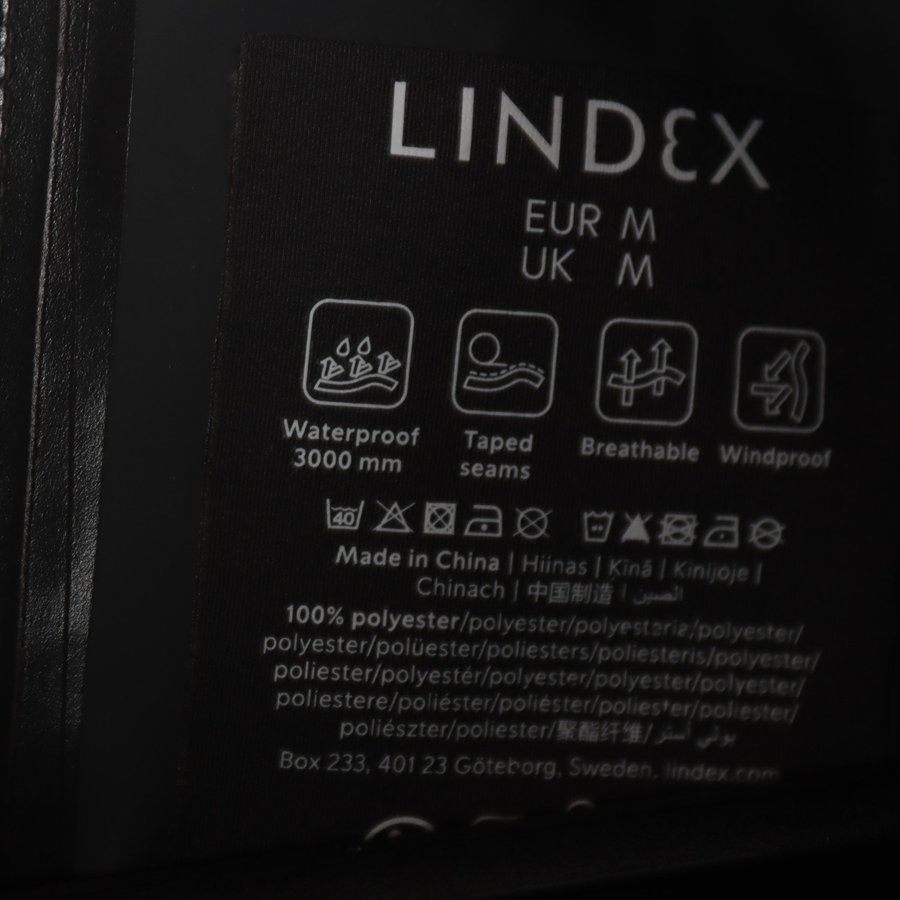 LINDEX
EUR M
UK M
Waterproof 3000 mm
Taped seams
Breathable
Windproof
40
Made in China | Hiinas | Ķīnā | Kinijoje |
Chinach | 中国制造 | الصين
100% polyester/polyester/polyesteria/polyester/
polyester/polüester/poliesters/poliesteris/polyester/
poliester/polyestér/polyester/polyester/polyester/
poliestere/poliéster/poliéster/poliester/poliester/
poliészter/poliester/聚酯纤维/بولي أستر
Box 233, 401 23 Göteborg, Sweden. lindex.com